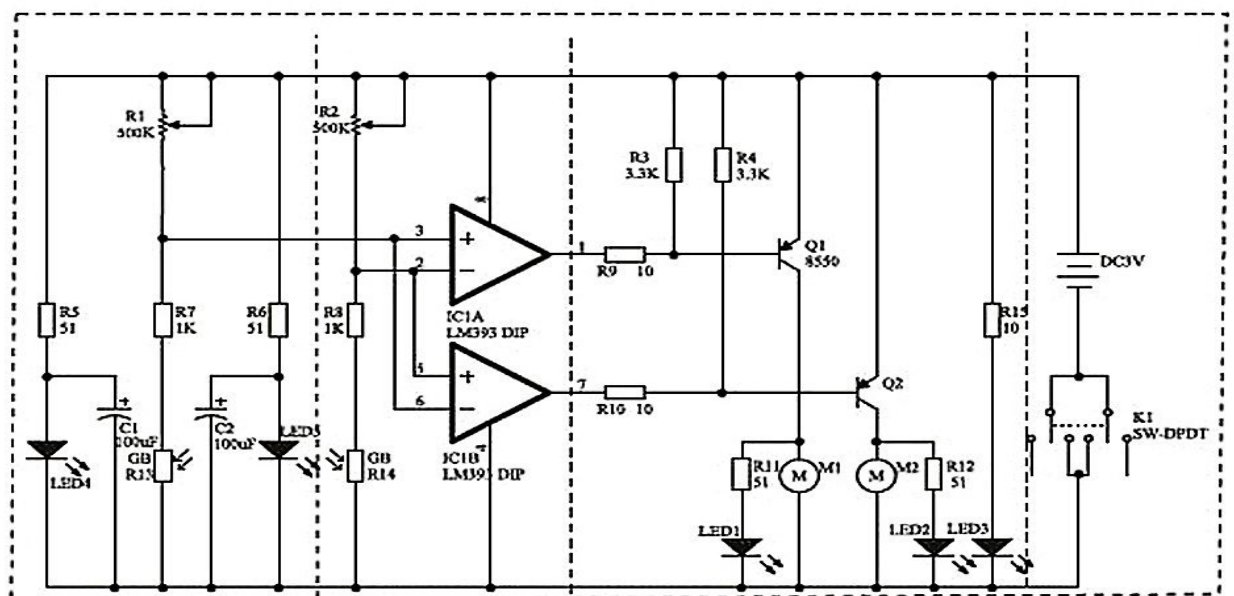 R1
500K
R2
500K
R3
3.3K
R4
3.3K
8
3
2
1
R9 10
Q1
8550
DC3V
R5
51
R7
1K
R6
51
R8
1K
IC1A
LM393 DIP
R15
10
5
6
7
R10 10
Q2
K1
SW-DPDT
C1
100uF
C2
100uF
GB
R13
LED5
GB
R14
LED4
4
IC1B
LM393 DIP
R11
51
M
M1
M
M2
R12
51
LED1
LED2
LED3